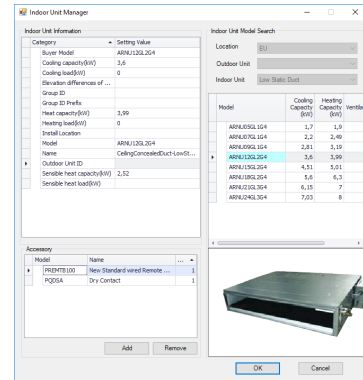 Indoor Unit Manager
Indoor Unit Information
Category Setting Value
Buyer Model ARNU12GL2G4
Cooling capacity(kW) 3,6
Cooling load(kW) 0
Elevation differences of ...
Group ID
Group ID Prefix
Heat capacity(kW) 3,99
Heating load(kW) 0
Install Location
Model ARNU12GL2G4
Name CeilingConcealedDuct-LowSt...
Outdoor Unit ID
Sensible heat capacity(kW) 2,52
Sensible heat load(kW)
Accessory
Model Name ...
PREMTB100 New Standard wired Remote ... 1
PQDSA Dry Contact 1
Add Remove
Indoor Unit Model Search
Location EU
Outdoor Unit
Indoor Unit Low Static Duct
Model Cooling Capacity (kW) Heating Capacity (kW) Ventila
ARNU05GL1G4 1,7 1,9
ARNU07GL1G4 2,2 2,49
ARNU09GL1G4 2,81 3,19
ARNU12GL2G4 3,6 3,99
ARNU15GL2G4 4,51 5,01
ARNU18GL2G4 5,6 6,3
ARNU21GL3G4 6,15 7
ARNU24GL3G4 7,03 8
OK Cancel